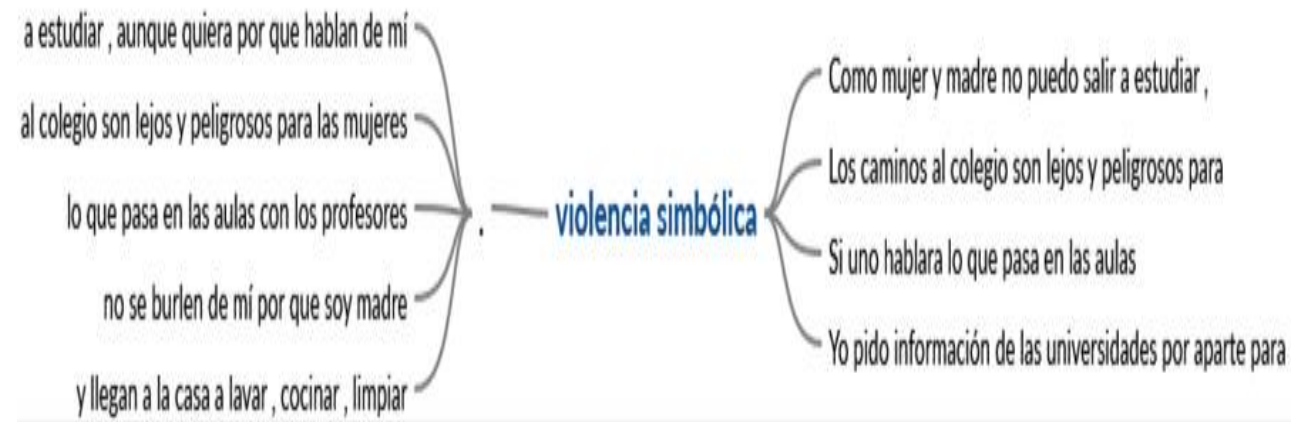 a estudiar , aunque quiera por que hablan de mí
al colegio son lejos y peligrosos para las mujeres
lo que pasa en las aulas con los profesores
no se burlen de mí por que soy madre
y llegan a la casa a lavar , cocinar , limpiar
.
violencia simbólica
Como mujer y madre no puedo salir a estudiar ,
Los caminos al colegio son lejos y peligrosos para
Si uno hablara lo que pasa en las aulas
Yo pido información de las universidades por aparte para